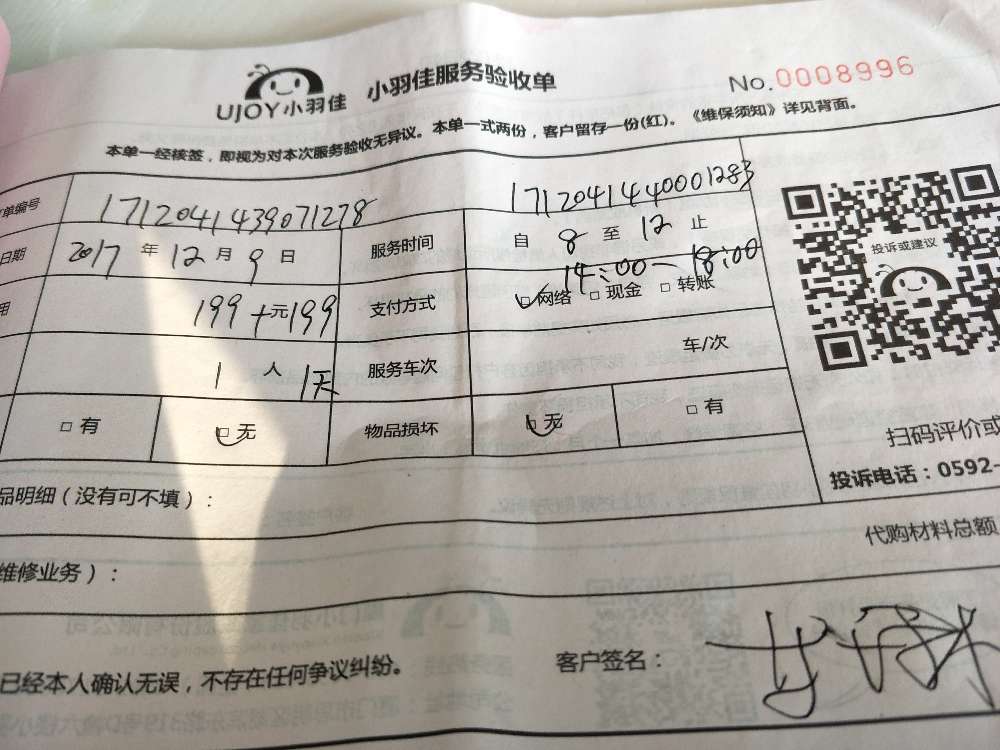 UJOY小羽佳 小羽佳服务验收单 No.0008996
本单一经核签，即视为对本次服务验收无异议。本单一式两份，客户留存一份(红)。《维保须知》详见背面。
单编号 1712041439071278 1712041440001283
日期 2017 年 12 月 9 日 服务时间 自 8 至 12 止
14:00-18:00
用 199+元199 支付方式 □网络 □现金 □转账
1 人 1天 服务车次 车/次
□有 □无 物品损坏 □无 □有
投诉或建议
扫码评价或
投诉电话：0592-
品明细（没有可不填）：
代购材料总额
维修业务）：
已经本人确认无误，不存在任何争议纠纷。 客户签名：